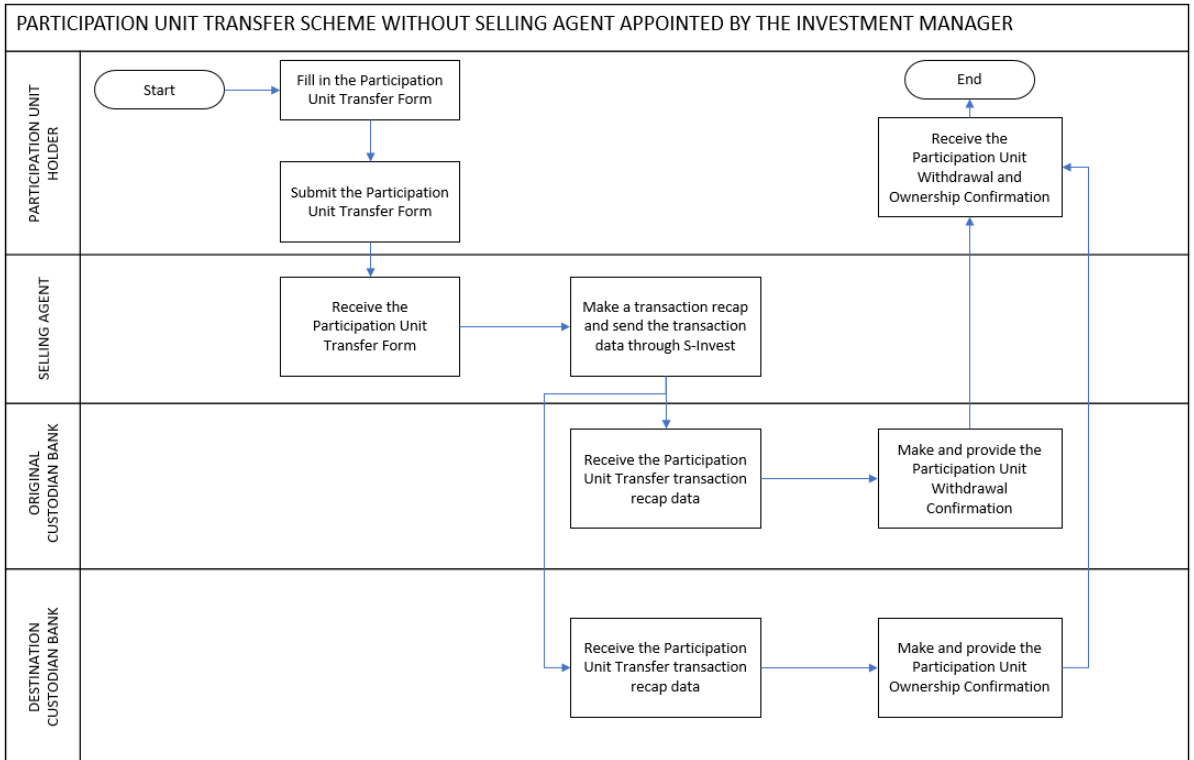 PARTICIPATION UNIT TRANSFER SCHEME WITHOUT SELLING AGENT APPOINTED BY THE INVESTMENT MANAGER
PARTICIPATION UNIT
HOLDER
Start
Fill in the Participation
Unit Transfer Form
Submit the Participation
Unit Transfer Form
End
Receive the
Participation Unit
Withdrawal and
Ownership Confirmation
SELLING AGENT
Receive the
Participation Unit
Transfer Form
Make a transaction recap
and send the transaction
data through S-Invest
ORIGINAL
CUSTODIAN BANK
Receive the Participation
Unit Transfer transaction
recap data
Make and provide the
Participation Unit
Withdrawal
Confirmation
DESTINATION
CUSTODIAN BANK
Receive the Participation
Unit Transfer transaction
recap data
Make and provide the
Participation Unit
Ownership Confirmation